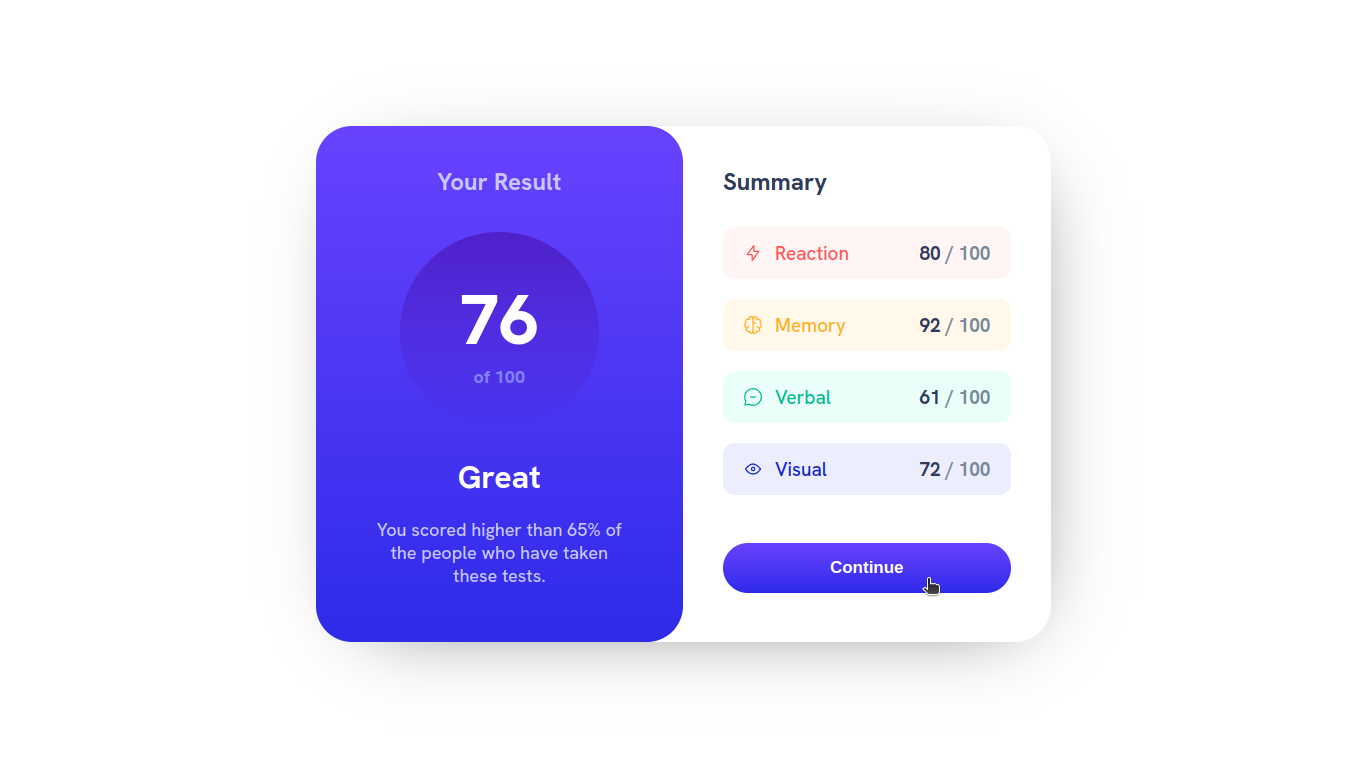 Your Result
76
of 100
Great
You scored higher than 65% of
the people who have taken
these tests.
Summary
Reaction 80 / 100
Memory 92 / 100
Verbal 61 / 100
Visual 72 / 100
Continue